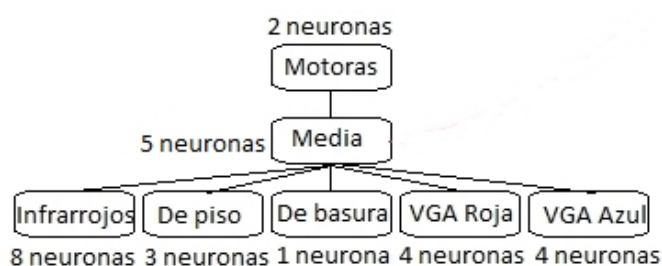 2 neuronas
Motoras
5 neuronas
Media
Infrarrojos De piso De basura VGA Roja VGA Azul
8 neuronas 3 neuronas 1 neurona 4 neuronas 4 neuronas